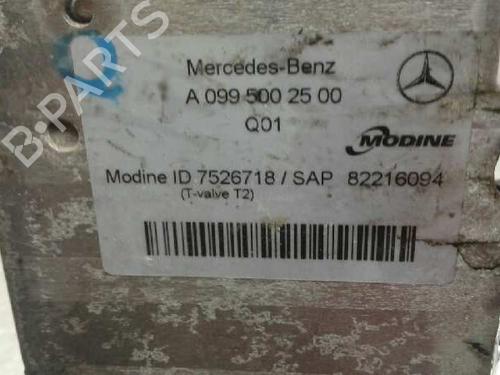 Mercedes-Benz
A 099 500 25 00
Q01
MODINE
Modine ID 7526718 / SAP 82216094
(T-valve T2)
B-PARTS